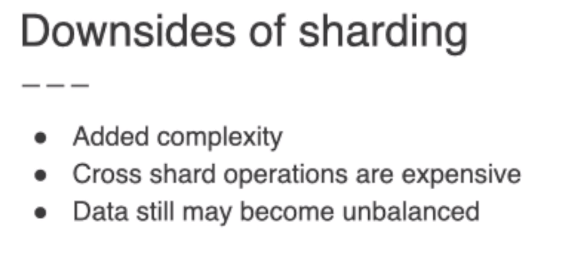 Downsides of sharding
– – –
● Added complexity
● Cross shard operations are expensive
● Data still may become unbalanced